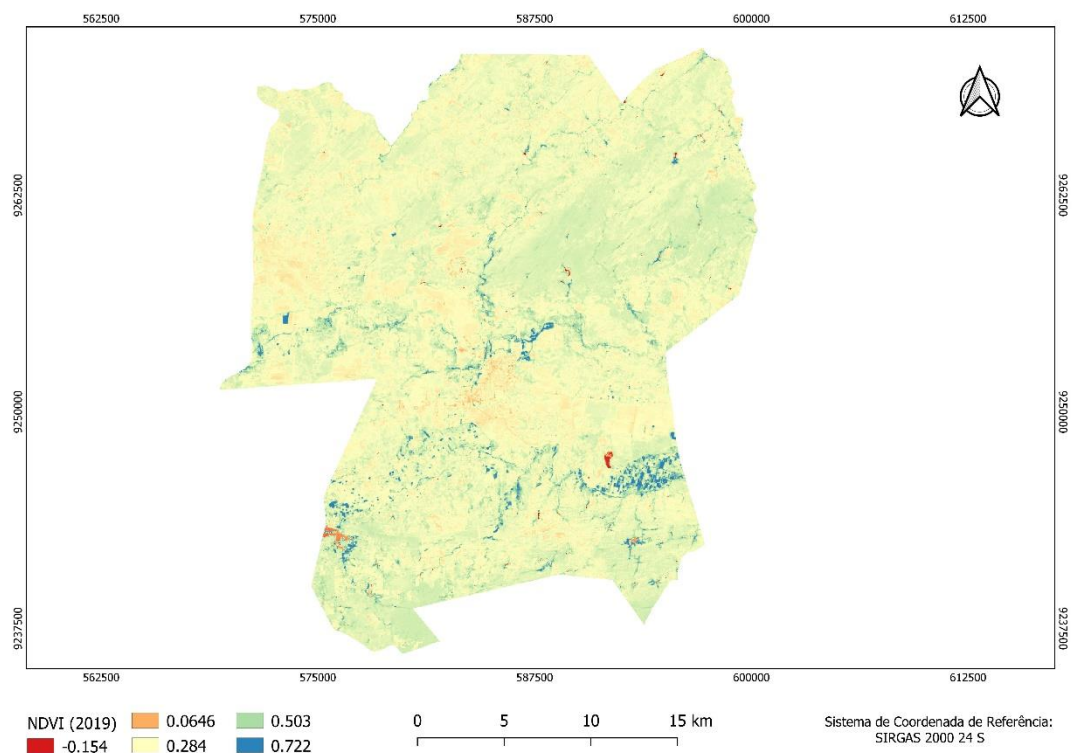 562500 575000 587500 600000 612500
9262500 9262500
9250000 9250000
9237500 9237500
562500 575000 587500 600000 612500
NDVI (2019) 0.0646 0.503 0 5 10 15 km Sistema de Coordenada de Referência:
-0.154 0.284 0.722 SIRGAS 2000 24 S